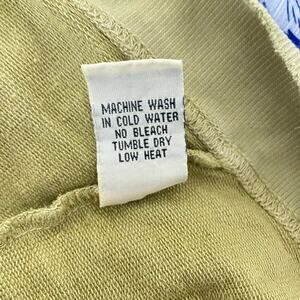 MACHINE WASH
IN COLD WATER
NO BLEACH
TUMBLE DRY
LOW HEAT